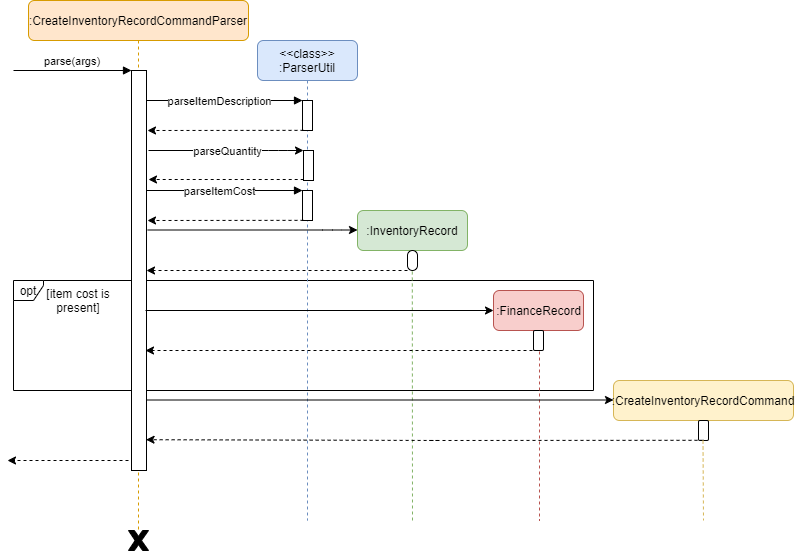 :CreateInventoryRecordCommandParser
<<class>>
:ParserUtil
parse(args)
parseItemDescription
parseQuantity
parseItemCost
:InventoryRecord
opt
[item cost is
present]
:FinanceRecord
:CreateInventoryRecordCommand
X